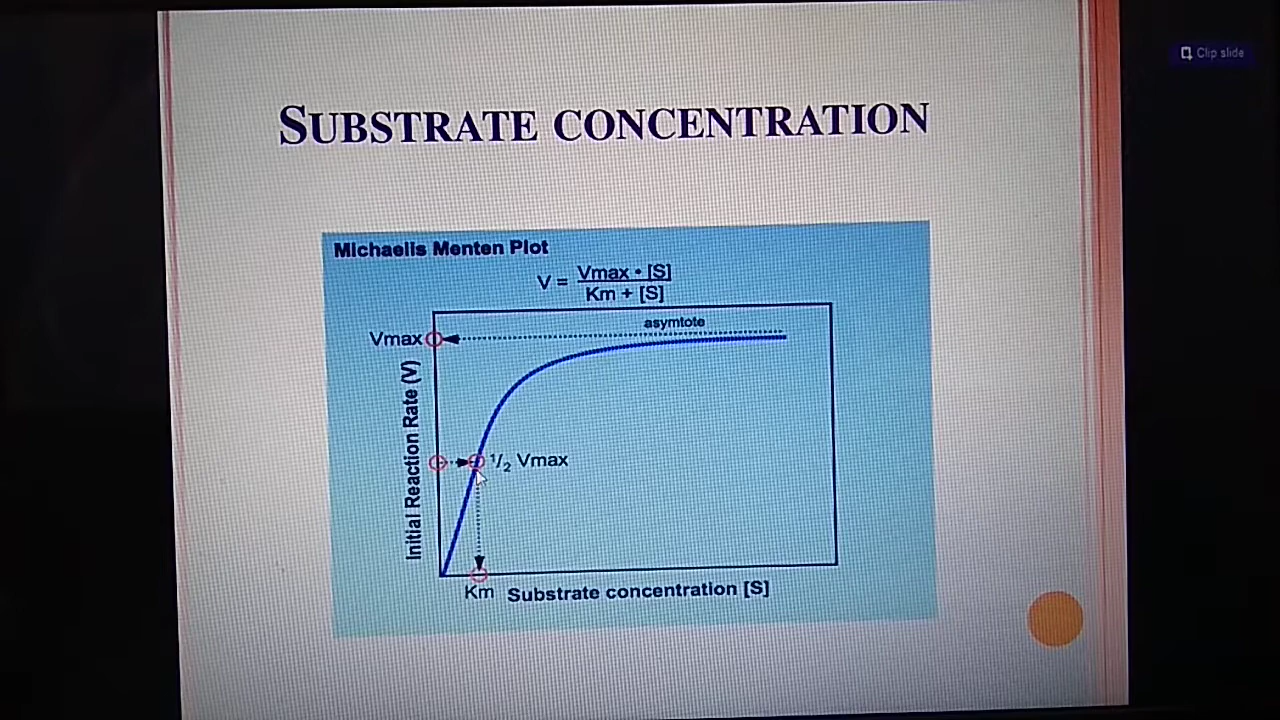 Clip slide
SUBSTRATE CONCENTRATION
Michaelis Menten Plot
V = Vmax • [S]
Km + [S]
asymtote
Vmax
Initial Reaction Rate (V)
1/2 Vmax
Km
Substrate concentration [S]